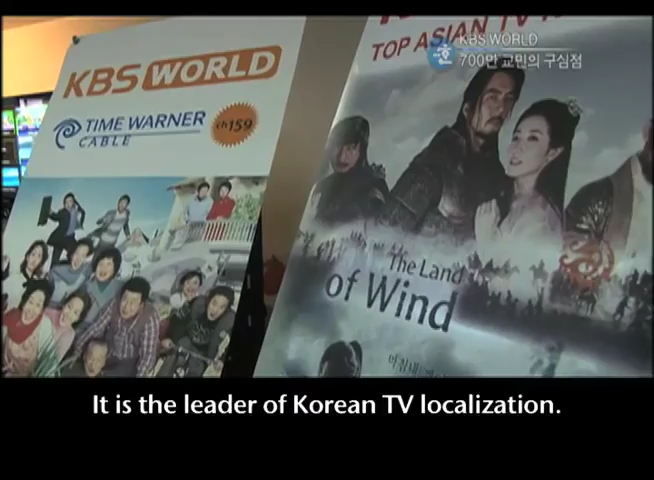 KBS WORLD
TIME WARNER
CABLE
ch159
TOP ASIAN TV
KBS WORLD
700만 교민의 구심점
The Land
of Wind
It is the leader of Korean TV localization.